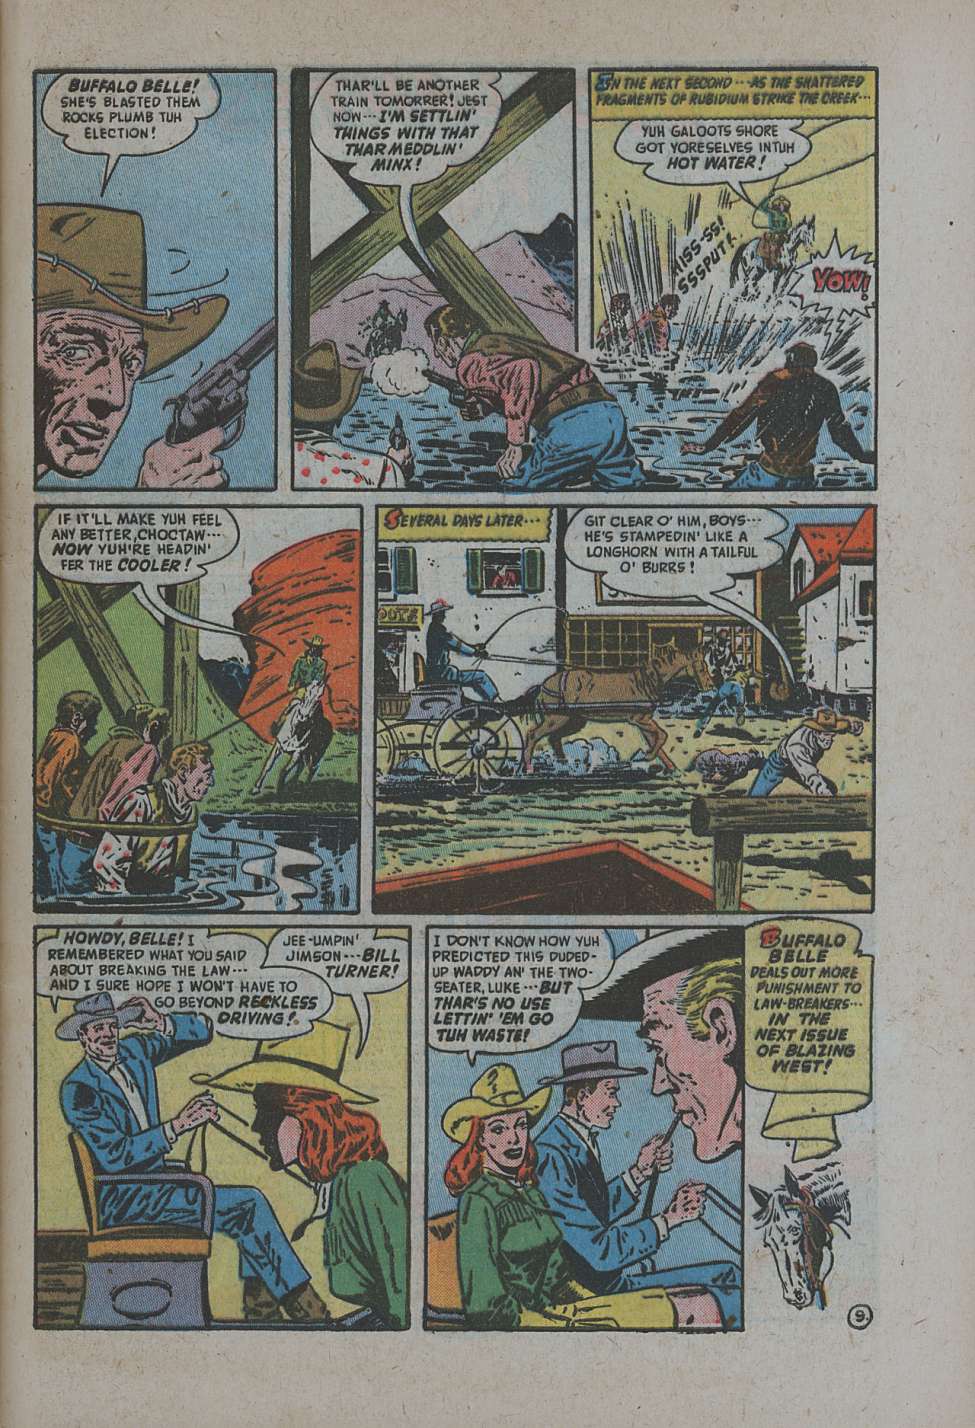 BUFFALO BELLE!
SHE'S BLASTED THEM
ROCKS PLUMB TUH
ELECTION!
THAR'LL BE ANOTHER
TRAIN TOMORRER! JEST
NOW--- I'M SETTLIN'
THINGS WITH THAT
THAR MEDDLIN'
MINX!
IN THE NEXT SECOND---AS THE SHATTERED
FRAGMENTS OF RUBIDIUM STRIKE THE CREEK---
YUH GALOOTS SHORE
GOT YORESELVES INTUH
HOT WATER!
HISS-SS!
SSSPUT!
YOW!
IF IT'LL MAKE YUH FEEL
ANY BETTER, CHOCTAW---
NOW YUH'RE HEADIN'
FER THE COOLER!
SEVERAL DAYS LATER---
GIT CLEAR O' HIM, BOYS---
HE'S STAMPEDIN' LIKE A
LONGHORN WITH A TAILFUL
O' BURRS!
OOTS
HOWDY, BELLE! I
REMEMBERED WHAT YOU SAID
ABOUT BREAKING THE LAW---
AND I SURE HOPE I WON'T HAVE TO
GO BEYOND RECKLESS
DRIVING!
JEE-UMPIN'
JIMSON---BILL
TURNER!
I DON'T KNOW HOW YUH
PREDICTED THIS DUDED-
UP WADDY AN' THE TWO-
SEATER, LUKE---BUT
THAR'S NO USE
LETTIN' 'EM GO
TUH WASTE!
BUFFALO
BELLE
DEALS OUT MORE
PUNISHMENT TO
LAW-BREAKERS---
IN THE
NEXT ISSUE
OF BLAZING
WEST!
9.